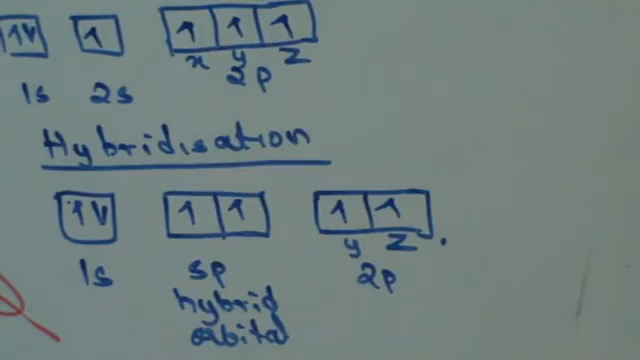 1s 2s x y z
2p
Hybridisation
1s sp y z
hybrid 2p
orbital